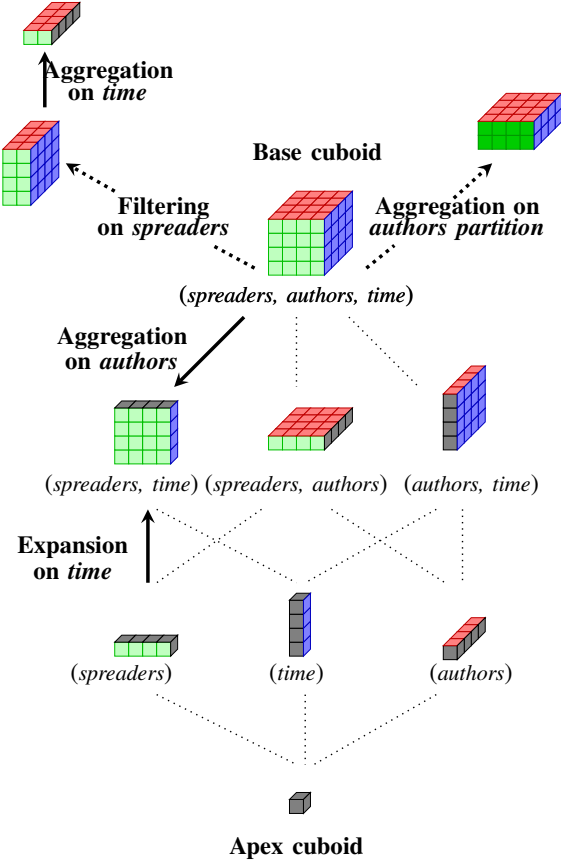 Aggregation
on time
Base cuboid
Filtering
on spreaders
Aggregation on
authors partition
(spreaders, authors, time)
Aggregation
on authors
(spreaders, time) (spreaders, authors) (authors, time)
Expansion
on time
(spreaders) (time) (authors)
Apex cuboid